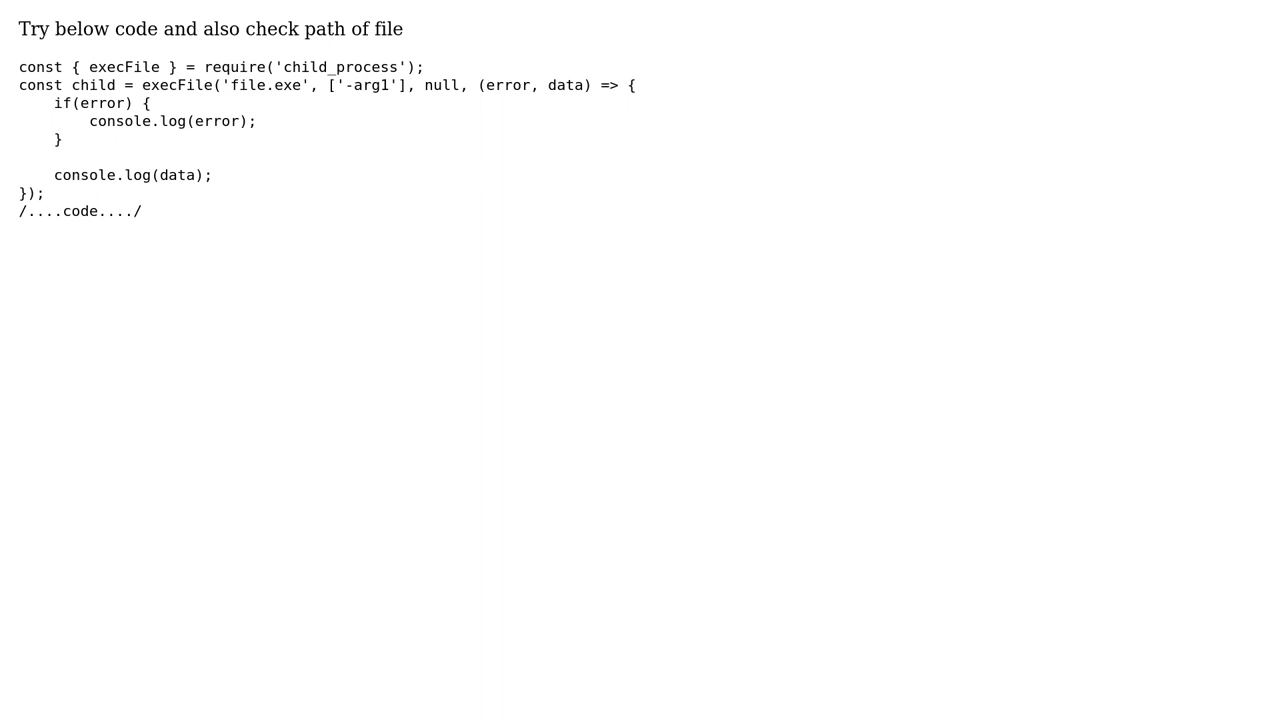 Try below code and also check path of file
const { execFile } = require('child_process');
const child = execFile('file.exe', ['-arg1'], null, (error, data) => {
    if(error) {
        console.log(error);
    }

    console.log(data);
});
/....code..../